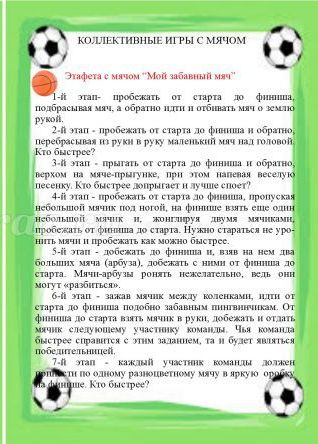 КОЛЛЕКТИВНЫЕ ИГРЫ С МЯЧОМ
Этафета с мячом “Мой забавный мяч”
1-й этап- пробежать от старта до финиша,
подбрасывая мяч, а обратно идти и отбивать мяч о землю
рукой.
2-й этап - пробежать от старта до финиша и обратно,
перебрасывая из руки в руку маленький мяч над головой.
Кто быстрее?
3-й этап - прыгать от старта до финиша и обратно,
верхом на мяче-прыгунке, при этом напевая веселую
песенку. Кто быстрее допрыгает и лучше споет?
4-й этап - пробежать от старта до финиша, пропуская
небольшой мячик под ногой, на финише взять еще один
небольшой мячик и, жонглируя двумя мячиками,
пробежать от финиша до старта. Нужно стараться не уро-
нить мячи и пробежать как можно быстрее.
5-й этап - добежать до финиша и, взяв на нем два
больших мяча (арбуза), добежать с ними от финиша до
старта. Мячи-арбузы ронять нежелательно, ведь они
могут «разбиться».
6-й этап - зажав мячик между коленками, идти от
старта до финиша подобно забавным пингвинчикам. От
финиша до старта взять мячик в руки, добежать и отдать
мячик следующему участнику команды. Чья команда
быстрее справится с этим заданием, та и будет являться
победительницей.
7-й этап - каждый участник команды должен
принести по одному разноцветному мячу в яркую коробку
на финише. Кто быстрее?